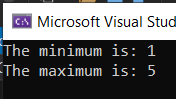 Microsoft Visual Stud
The minimum is: 1
The maximum is: 5